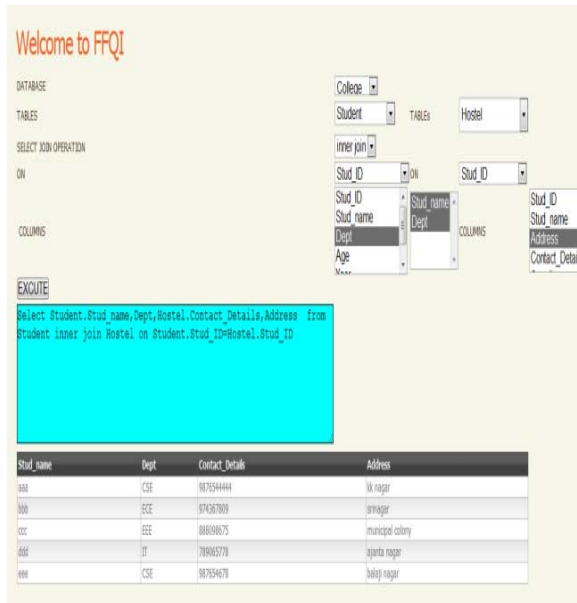 Welcome to FFQI
DATABASE College
TABLES Student TABLEs Hostel
SELECT JOIN OPERATION inner join
ON Stud_ID ON Stud_ID
COLUMNS
Stud_ID
Stud_name
Dept
Age
Stud_name
Dept
COLUMNS
Stud_ID
Stud_name
Address
Contact_Detai
EXCUTE
Select Student.Stud_name,Dept,Hostel.Contact_Details,Address from
Student inner join Hostel on Student.Stud_ID=Hostel.Stud_ID
Stud_name Dept Contact_Details Address
aaa CSE 9876544444 kk nagar
bbb ECE 974367809 srinagar
ccc EEE 888098675 municipal colony
ddd IT 789065778 ajanta nagar
eee CSE 987654678 balaji nagar